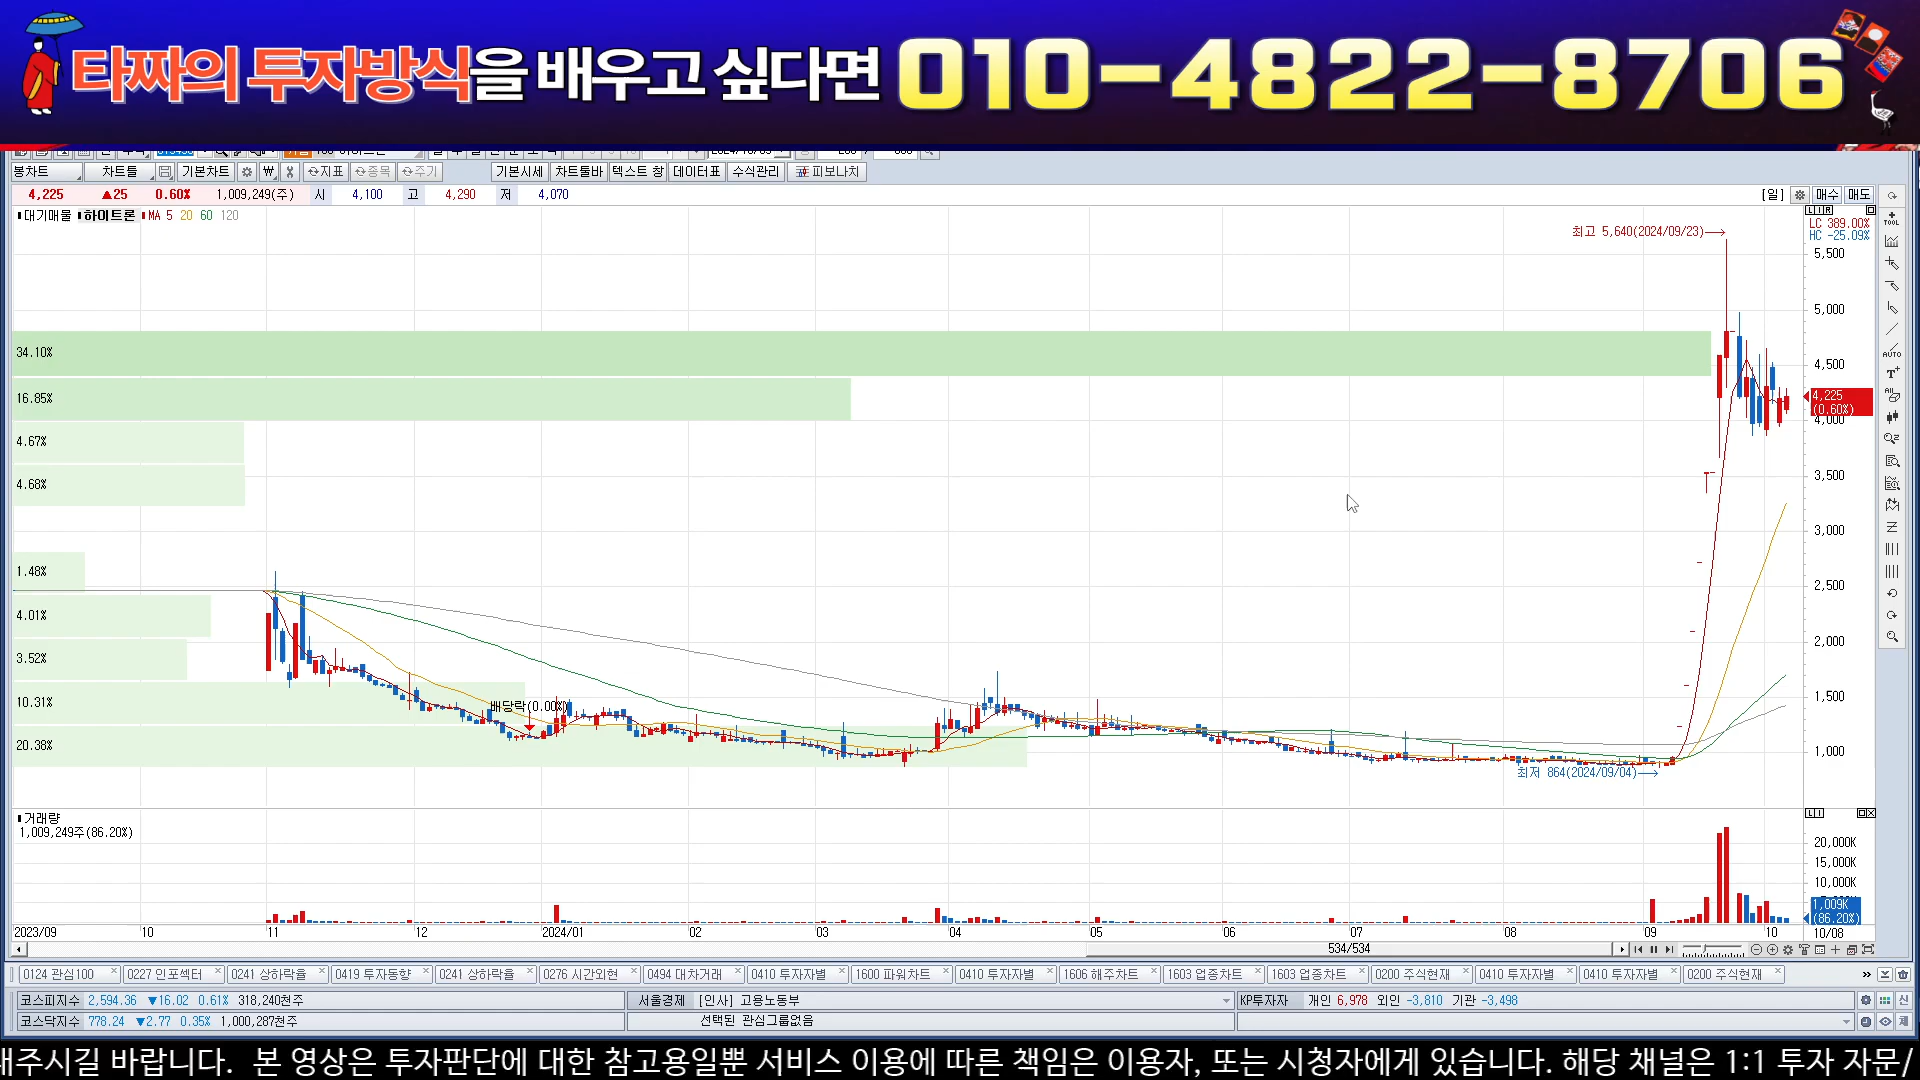 타짜의 투자방식을 배우고 싶다면 010-4822-8706
봉차트 차트툴 기본차트 ₩ 지표 종목 주기 기본시세 차트툴바 텍스트 창 데이터표 수식관리 피보나치
4,225 ▲25 0.60% 1,009,249(주) 시 4,100 고 4,290 저 4,070 [일] 매수 매도
대기매물 하이트론 MA 5 20 60 120
LC 389.00%
HC -25.09%
최고 5,640(2024/09/23)
5,500
5,000
34.10%
4,500
16.85%
4,225
(0.60%)
4,000
4.67%
3,500
4.68%
3,000
1.48%
2,500
4.01%
2,000
3.52%
1,500
10.31%
배당락(0.00%)
20.38%
1,000
최저 864(2024/09/04)
거래량
1,009,249주(86.20%)
20,000K
15,000K
10,000K
1,009K
(86.20%)
2023/09 10 11 12 2024/01 02 03 04 05 06 07 08 09 10 10/08
534/534
TOOL
AUTO
All
0124 관심100 0227 인포섹터 0241 상하락율 0419 투자동향 0241 상하락율 0276 시간외현 0494 대차거래 0410 투자자별 1600 파워차트 0410 투자자별 1606 해주차트 1603 업종차트 1603 업종차트 0200 주식현재 0410 투자자별 0410 투자자별 0200 주식현재
코스피지수 2,594.36 ▼16.02 0.61% 318,240천주 서울경제 [인사] 고용노동부 KP투자자 개인 6,978 외인 -3,810 기관 -3,498
코스닥지수 778.24 ▼2.77 0.35% 1,000,287천주 선택된 관심그룹없음
내주시길 바랍니다. 본 영상은 투자판단에 대한 참고용일뿐 서비스 이용에 따른 책임은 이용자, 또는 시청자에게 있습니다. 해당 채널은 1:1 투자 자문/